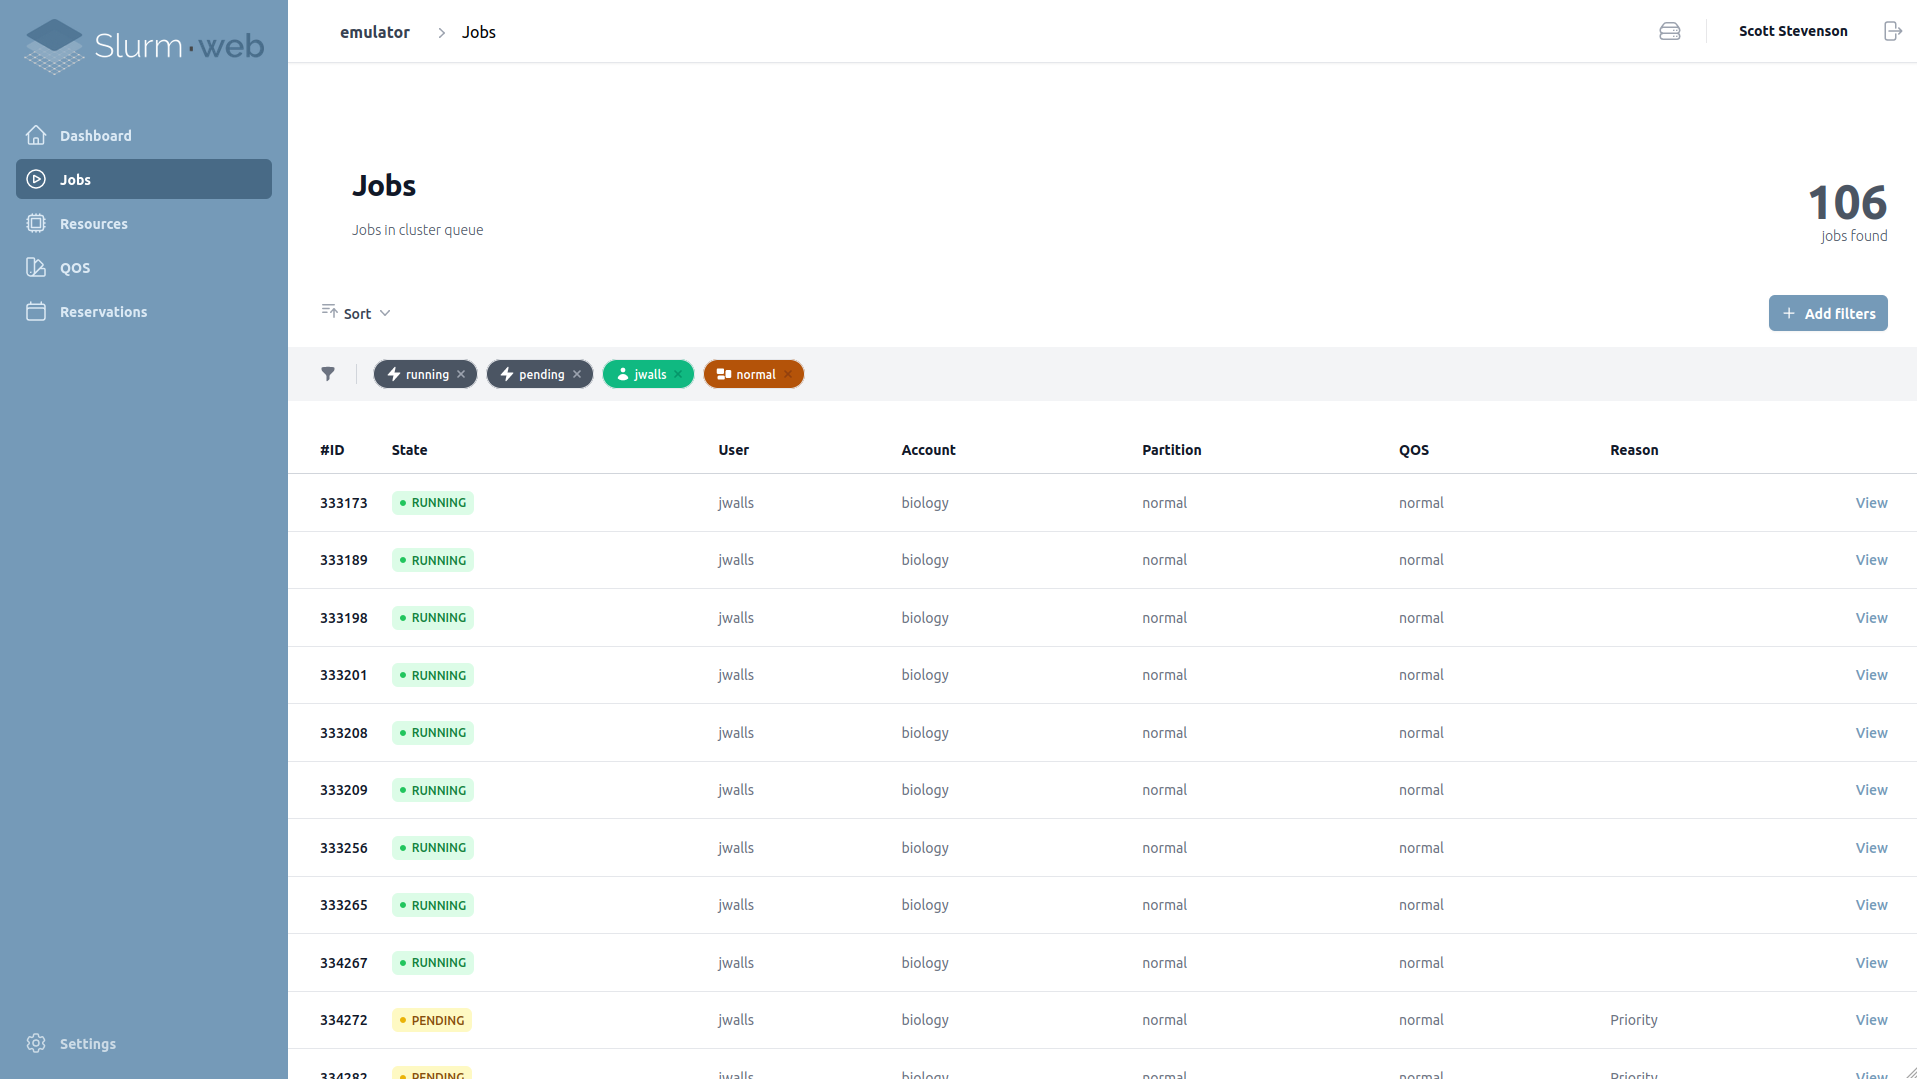 Slurm·web
emulator > Jobs
Scott Stevenson
Dashboard
Jobs
Resources
QOS
Reservations
Settings
Jobs
Jobs in cluster queue
106
jobs found
Sort
+ Add filters
running × pending × jwalls × normal ×
#ID State User Account Partition QOS Reason
333173 RUNNING jwalls biology normal normal View
333189 RUNNING jwalls biology normal normal View
333198 RUNNING jwalls biology normal normal View
333201 RUNNING jwalls biology normal normal View
333208 RUNNING jwalls biology normal normal View
333209 RUNNING jwalls biology normal normal View
333256 RUNNING jwalls biology normal normal View
333265 RUNNING jwalls biology normal normal View
334267 RUNNING jwalls biology normal normal View
334272 PENDING jwalls biology normal normal Priority View
334282 PENDING jwalls biology normal normal Priority View